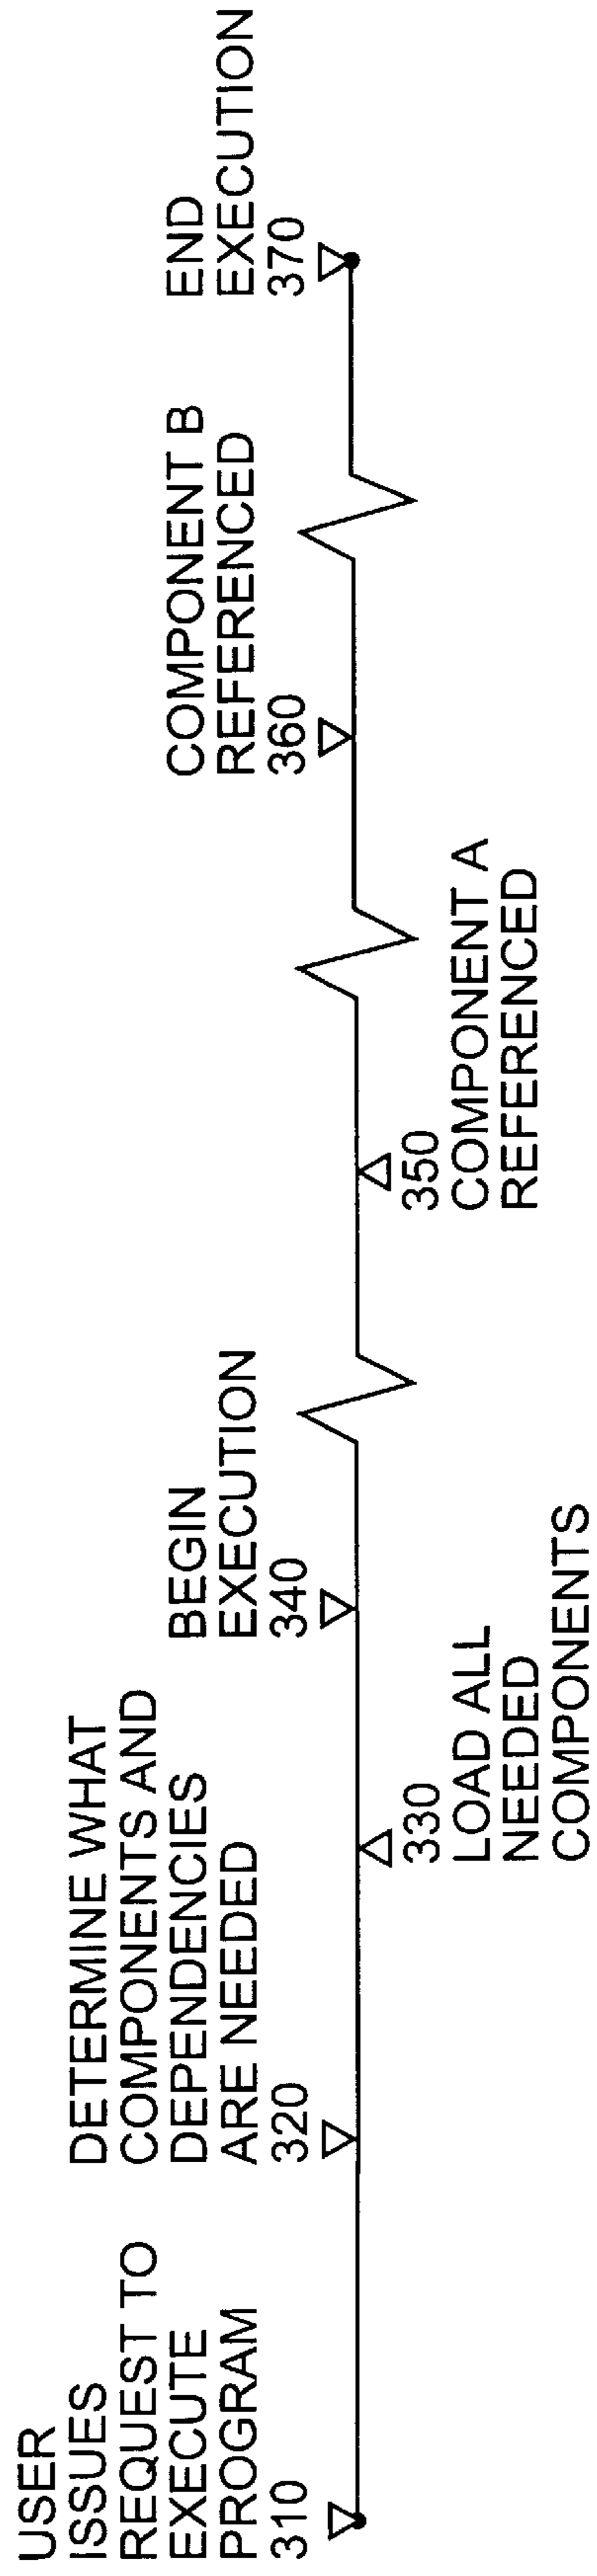 USER
ISSUES
REQUEST TO
EXECUTE
PROGRAM
310
DETERMINE WHAT
COMPONENTS AND
DEPENDENCIES
ARE NEEDED
320
330
LOAD ALL
NEEDED
COMPONENTS
BEGIN
EXECUTION
340
350
COMPONENT A
REFERENCED
COMPONENT B
REFERENCED
360
END
EXECUTION
370